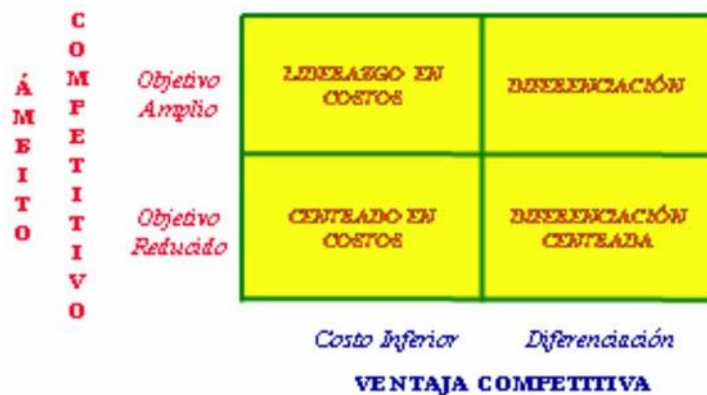 ÁMBITO
COMPETITIVO
Objetivo
Amplio
LIDERAZGO EN
COSTOS
DIFERENCIACIÓN
Objetivo
Reducido
CENTRADO EN
COSTOS
DIFERENCIACIÓN
CENTRADA
Costo Inferior
Diferenciación
VENTAJA COMPETITIVA